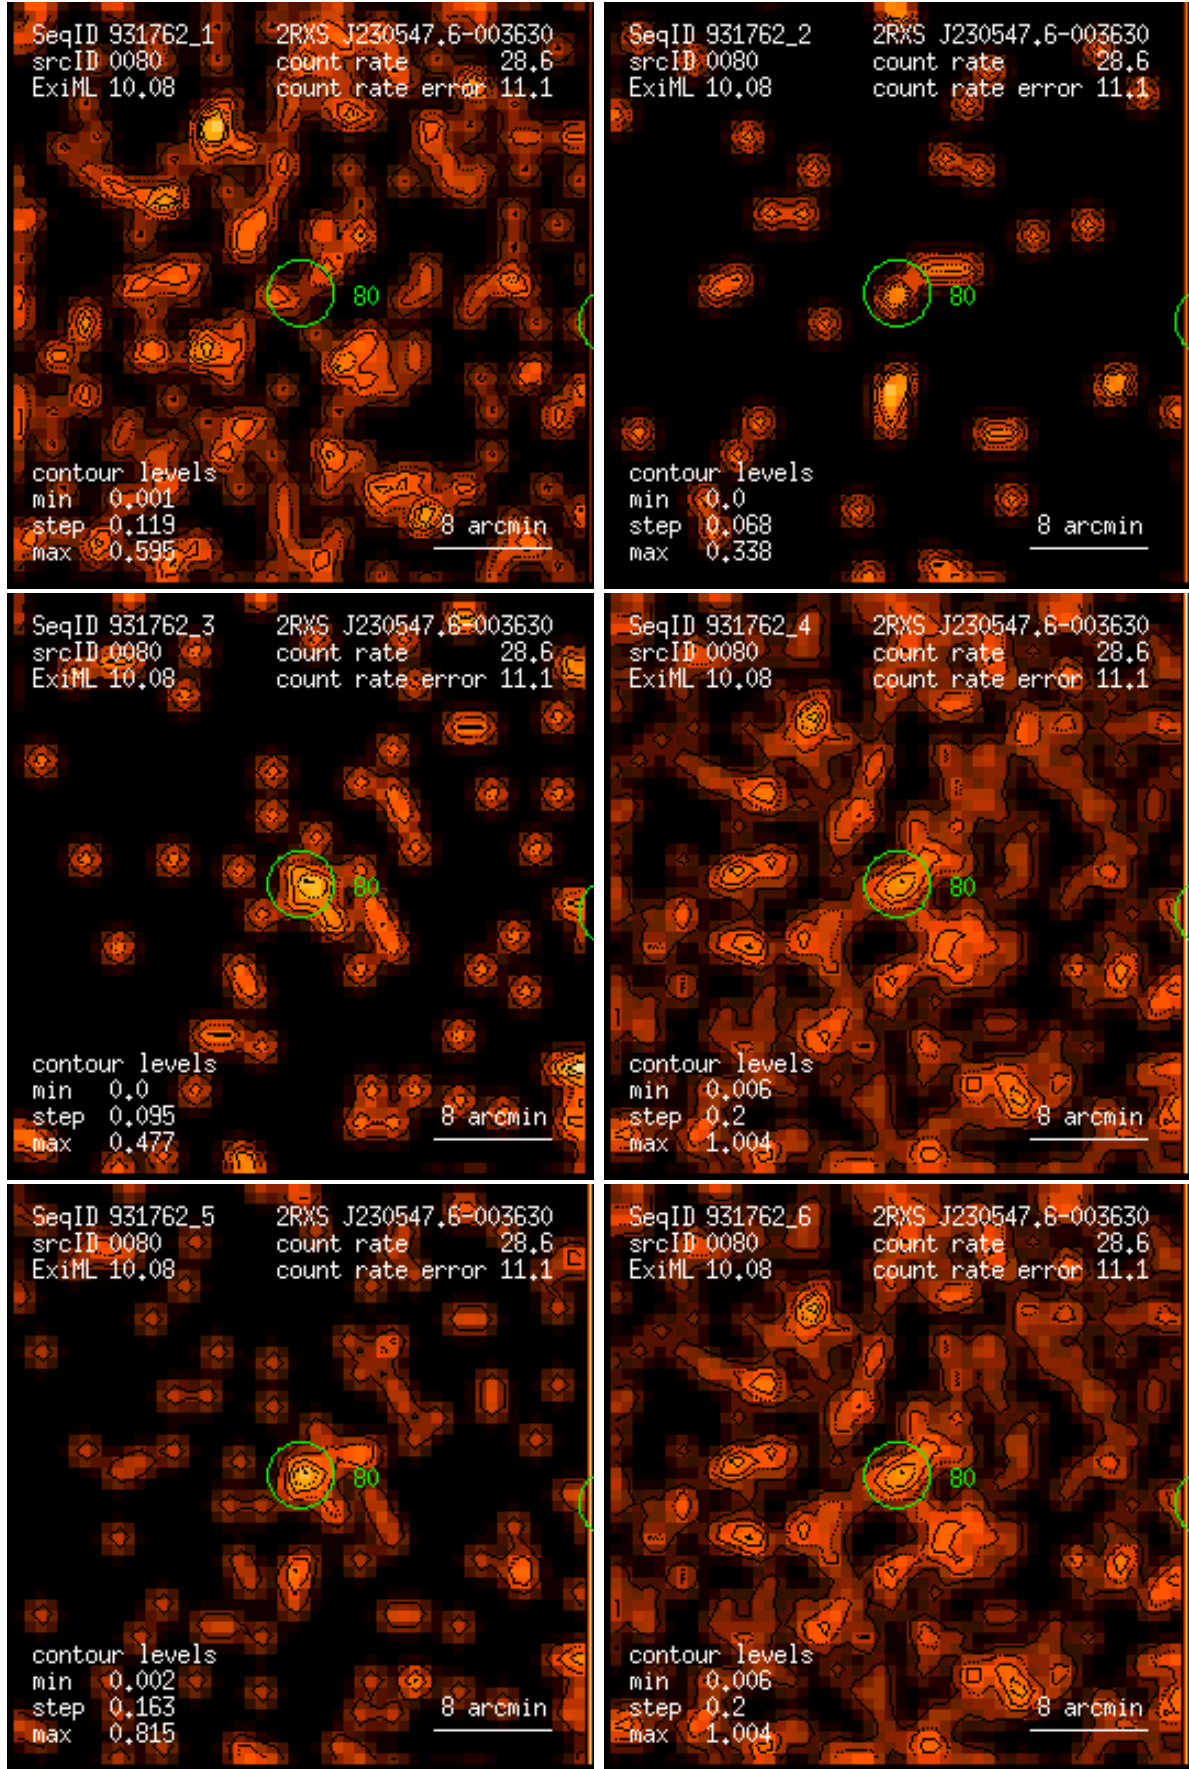 SeqID 931762_1 2RXS J230547.6-003630
srcID 0080 count rate 28.6
ExiML 10.08 count rate error 11.1
80
contour levels
min 0.001
step 0.119 8 arcmin
max 0.595
SeqID 931762_2 2RXS J230547.6-003630
srcID 0080 count rate 28.6
ExiML 10.08 count rate error 11.1
80
contour levels
min 0.0
step 0.068 8 arcmin
max 0.338
SeqID 931762_3 2RXS J230547.6-003630
srcID 0080 count rate 28.6
ExiML 10.08 count rate error 11.1
80
contour levels
min 0.0
step 0.095 8 arcmin
max 0.477
SeqID 931762_4 2RXS J230547.6-003630
srcID 0080 count rate 28.6
ExiML 10.08 count rate error 11.1
80
contour levels
min 0.006
step 0.2 8 arcmin
max 1.004
SeqID 931762_5 2RXS J230547.6-003630
srcID 0080 count rate 28.6
ExiML 10.08 count rate error 11.1
80
contour levels
min 0.002
step 0.163 8 arcmin
max 0.815
SeqID 931762_6 2RXS J230547.6-003630
srcID 0080 count rate 28.6
ExiML 10.08 count rate error 11.1
80
contour levels
min 0.006
step 0.2 8 arcmin
max 1.004